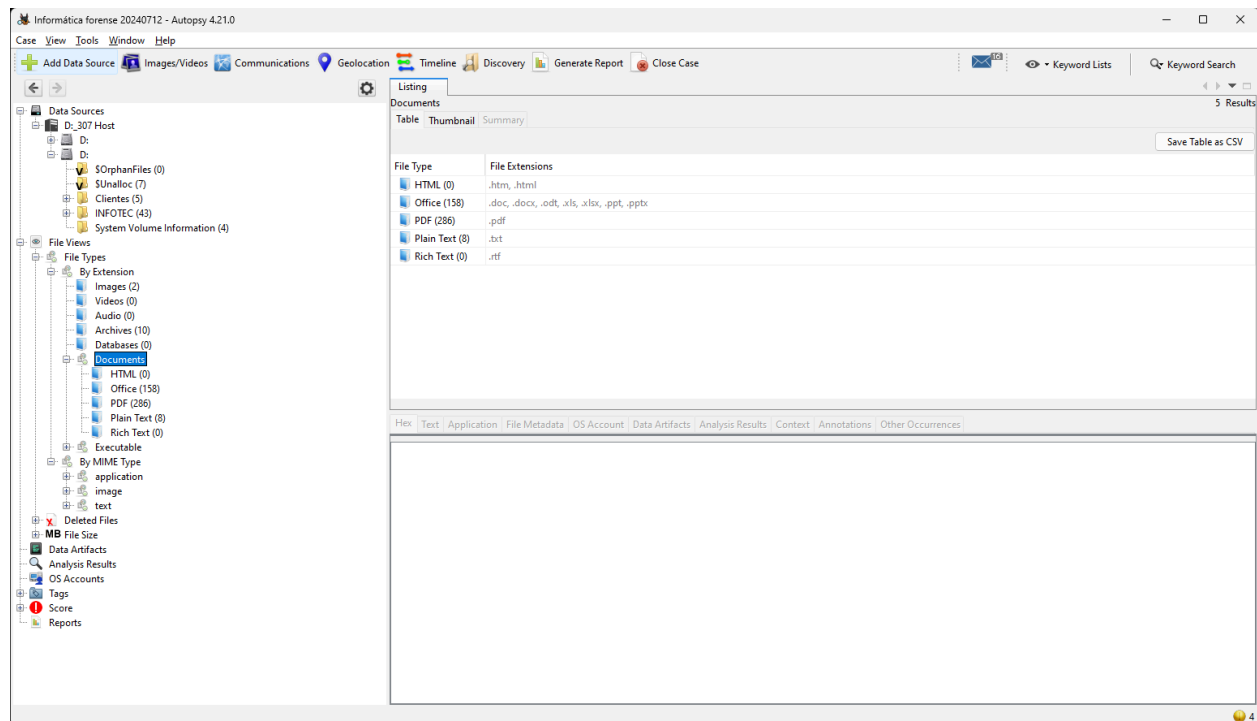 Informática forense 20240712 - Autopsy 4.21.0
Case View Tools Window Help
Add Data Source Images/Videos Communications Geolocation Timeline Discovery Generate Report Close Case Keyword Lists Keyword Search
Data Sources
D:_307 Host
D:
D:
$OrphanFiles (0)
$Unalloc (7)
Clientes (5)
INFOTEC (43)
System Volume Information (4)
File Views
File Types
By Extension
Images (2)
Videos (0)
Audio (0)
Archives (10)
Databases (0)
Documents
HTML (0)
Office (158)
PDF (286)
Plain Text (8)
Rich Text (0)
Executable
By MIME Type
application
image
text
Deleted Files
MB File Size
Data Artifacts
Analysis Results
OS Accounts
Tags
Score
Reports
Listing
Documents 5 Results
Table Thumbnail Summary
Save Table as CSV
File Type File Extensions
HTML (0) .htm, .html
Office (158) .doc, .docx, .odt, .xls, .xlsx, .ppt, .pptx
PDF (286) .pdf
Plain Text (8) .txt
Rich Text (0) .rtf
Hex Text Application File Metadata OS Account Data Artifacts Analysis Results Context Annotations Other Occurrences
4